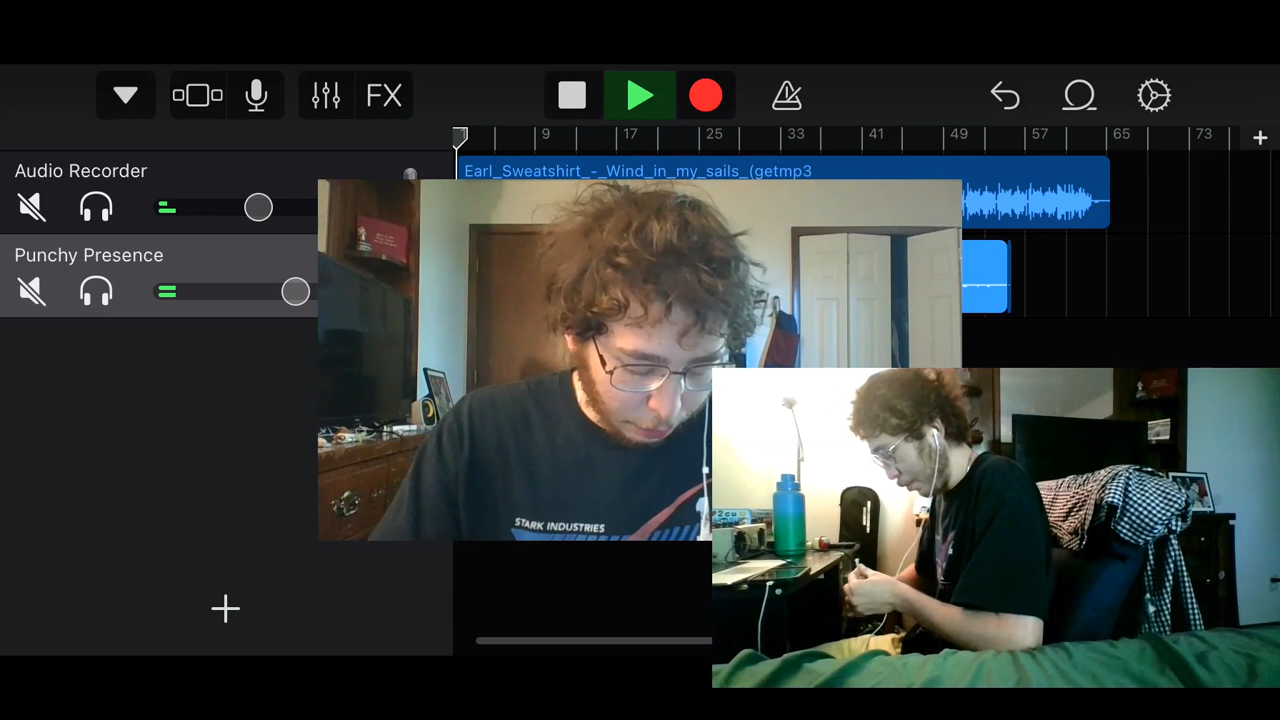 FX
9
17
25
33
41
49
57
65
73
Audio Recorder
Earl_Sweatshirt_-_Wind_in_my_sails_(getmp3
Punchy Presence
STARK INDUSTRIES
2cu